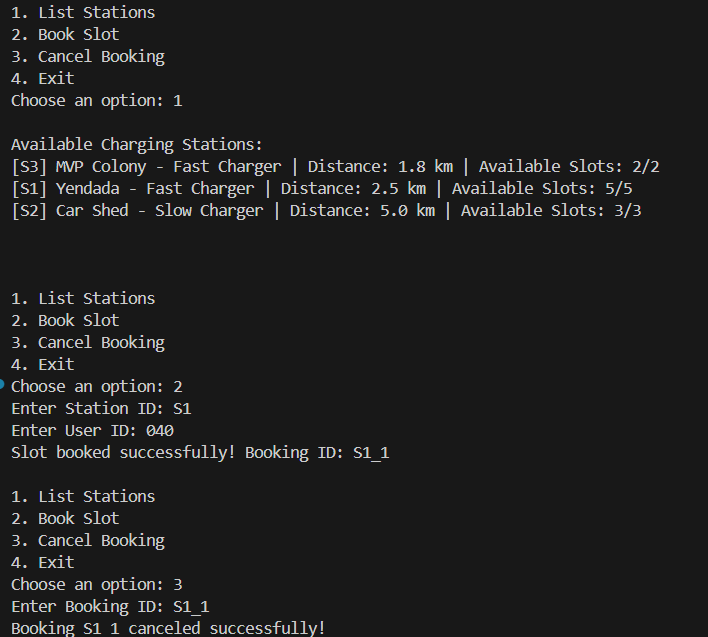 1. List Stations
2. Book Slot
3. Cancel Booking
4. Exit
Choose an option: 1
Available Charging Stations:
[S3] MVP Colony - Fast Charger | Distance: 1.8 km | Available Slots: 2/2
[S1] Yendada - Fast Charger | Distance: 2.5 km | Available Slots: 5/5
[S2] Car Shed - Slow Charger | Distance: 5.0 km | Available Slots: 3/3
1. List Stations
2. Book Slot
3. Cancel Booking
4. Exit
Choose an option: 2
Enter Station ID: S1
Enter User ID: 040
Slot booked successfully! Booking ID: S1_1
1. List Stations
2. Book Slot
3. Cancel Booking
4. Exit
Choose an option: 3
Enter Booking ID: S1_1
Booking S1 1 canceled successfully!